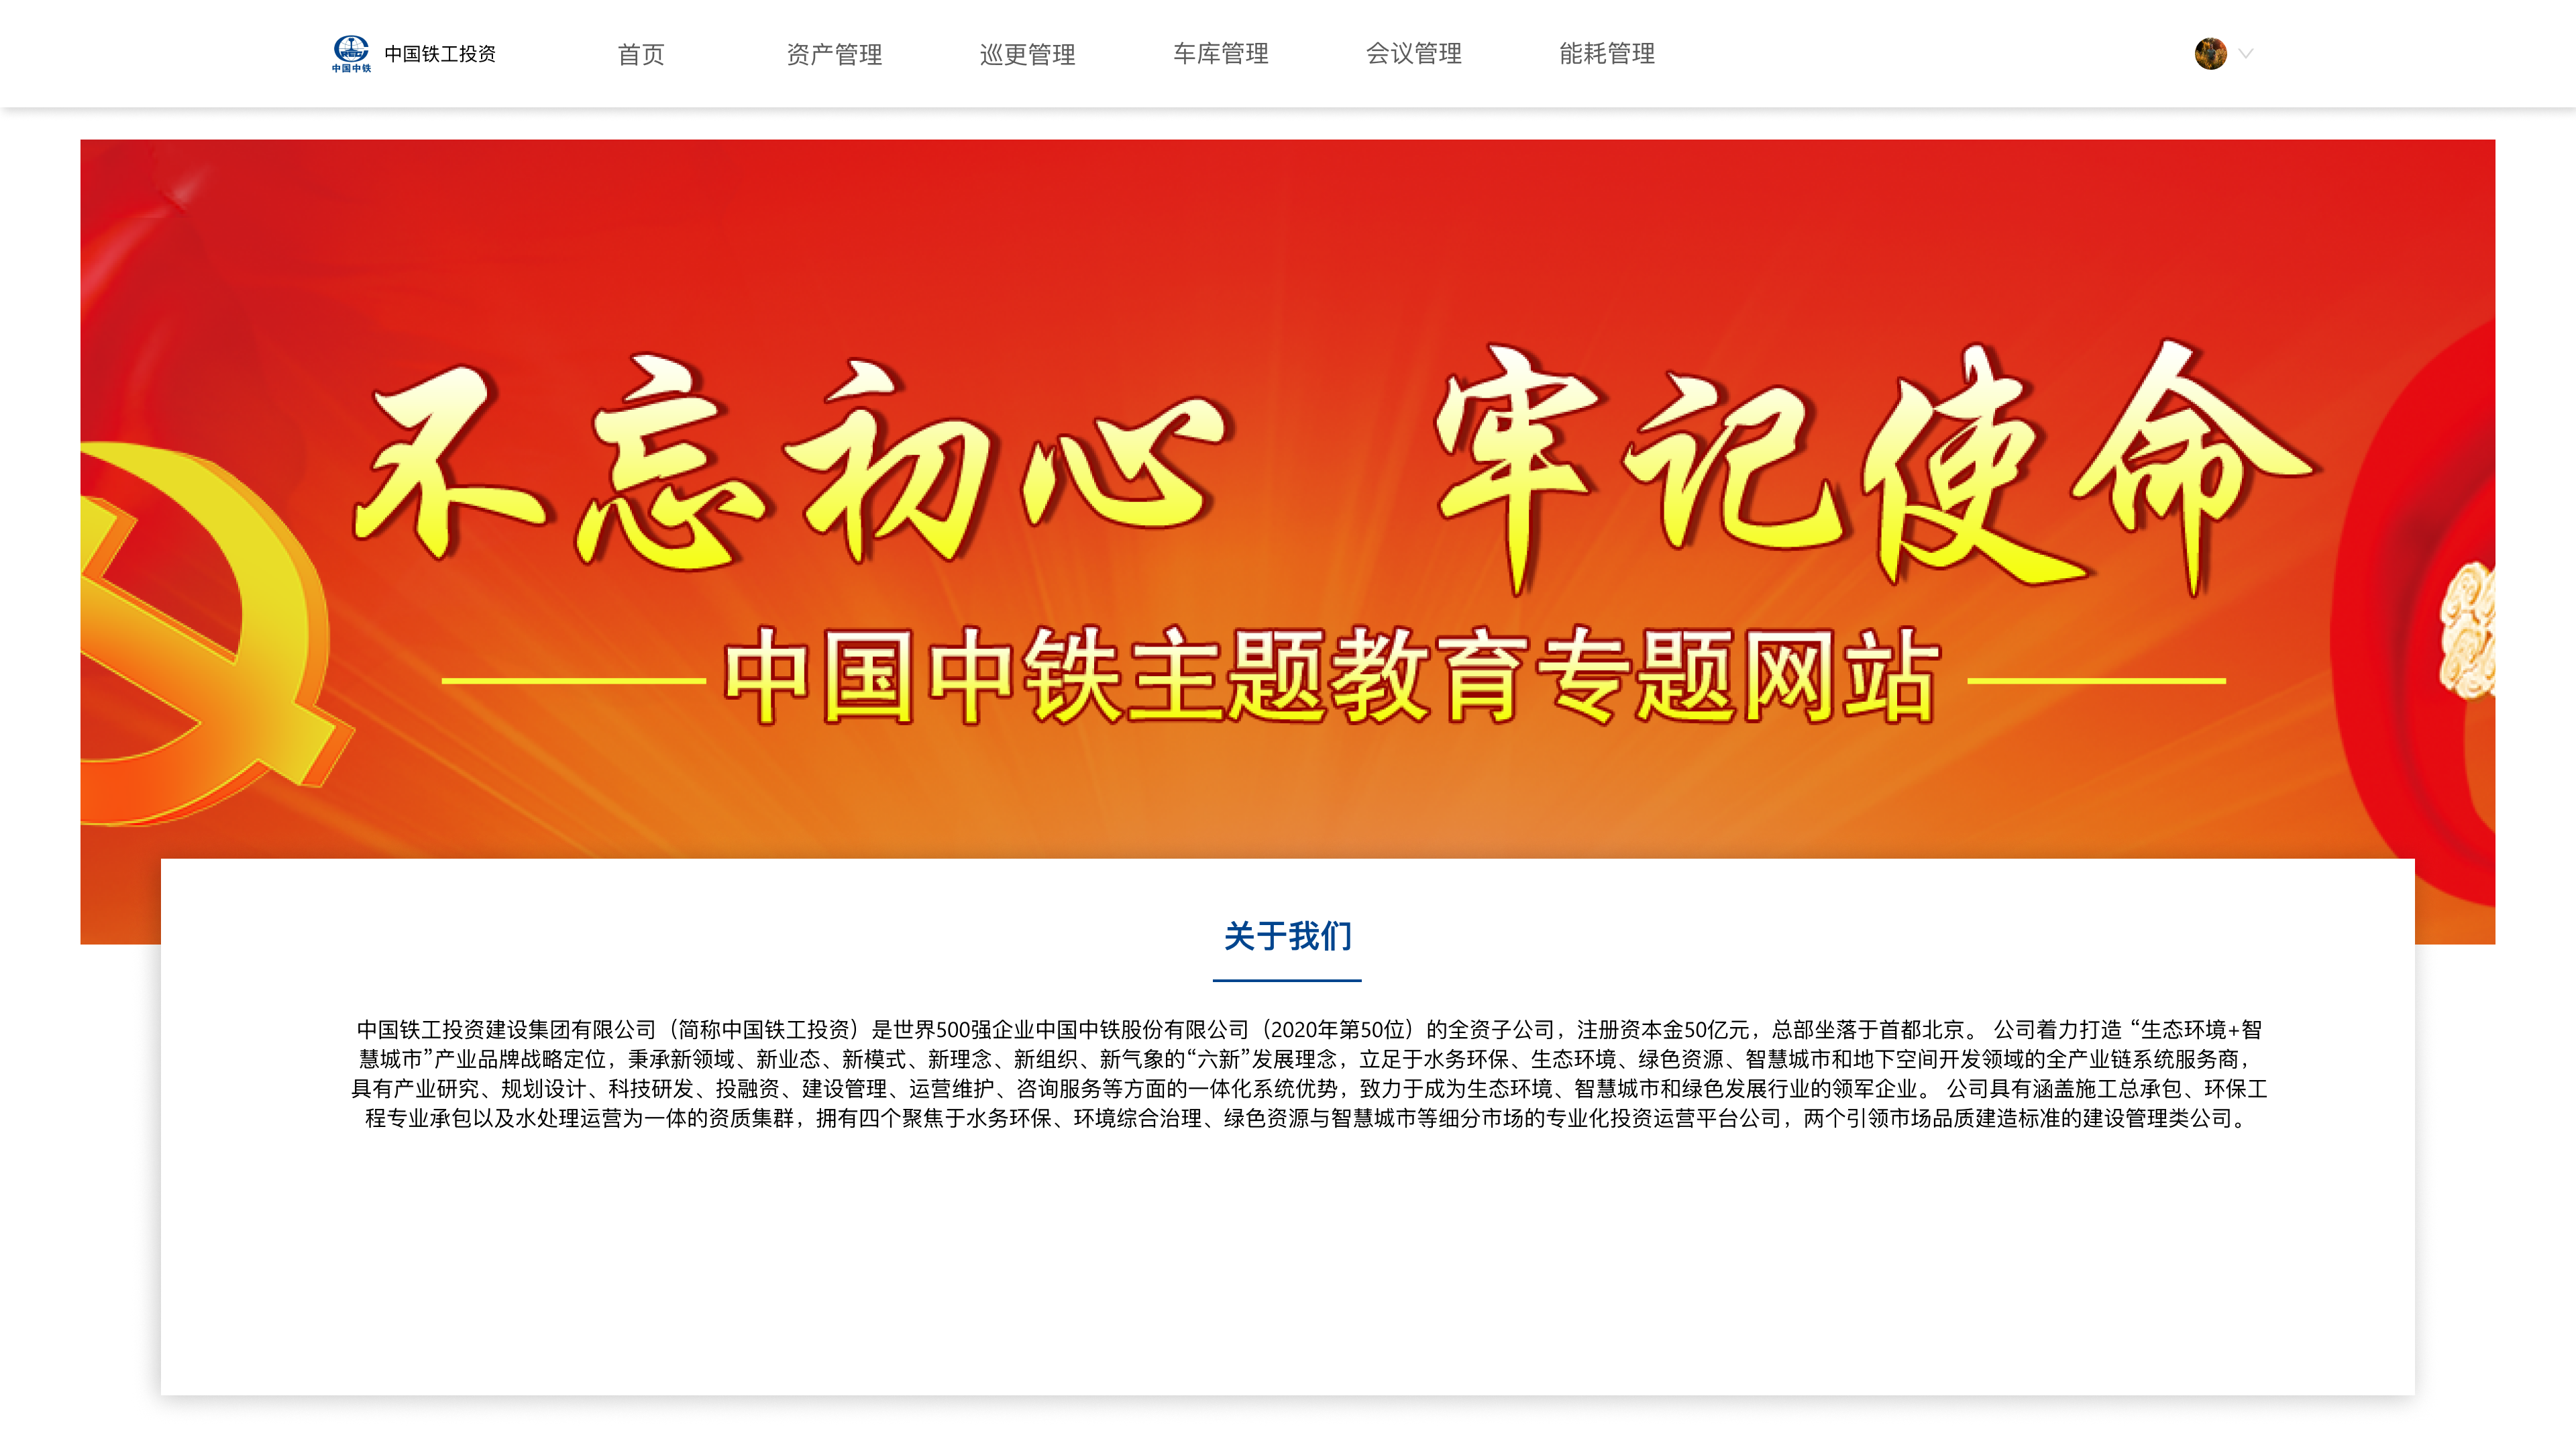 中国中铁 中国铁工投资 首页 资产管理 巡更管理 车库管理 会议管理 能耗管理
不忘初心 牢记使命
中国中铁主题教育专题网站
关于我们
中国铁工投资建设集团有限公司（简称中国铁工投资）是世界500强企业中国中铁股份有限公司（2020年第50位）的全资子公司，注册资本金50亿元，总部坐落于首都北京。 公司着力打造 “生态环境+智
慧城市”产业品牌战略定位，秉承新领域、新业态、新模式、新理念、新组织、新气象的“六新”发展理念，立足于水务环保、生态环境、绿色资源、智慧城市和地下空间开发领域的全产业链系统服务商，
具有产业研究、规划设计、科技研发、投融资、建设管理、运营维护、咨询服务等方面的一体化系统优势，致力于成为生态环境、智慧城市和绿色发展行业的领军企业。 公司具有涵盖施工总承包、环保工
程专业承包以及水处理运营为一体的资质集群，拥有四个聚焦于水务环保、环境综合治理、绿色资源与智慧城市等细分市场的专业化投资运营平台公司，两个引领市场品质建造标准的建设管理类公司。